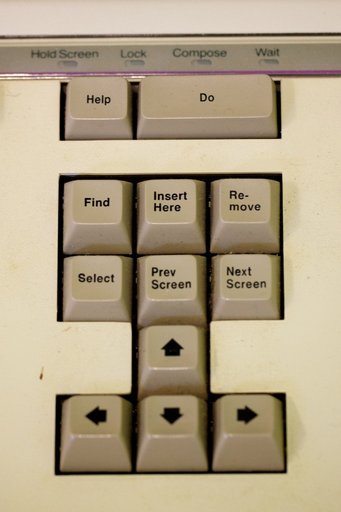 Hold Screen Lock Compose Wait
Help Do
Find Insert Here Re-move
Select Prev Screen Next Screen